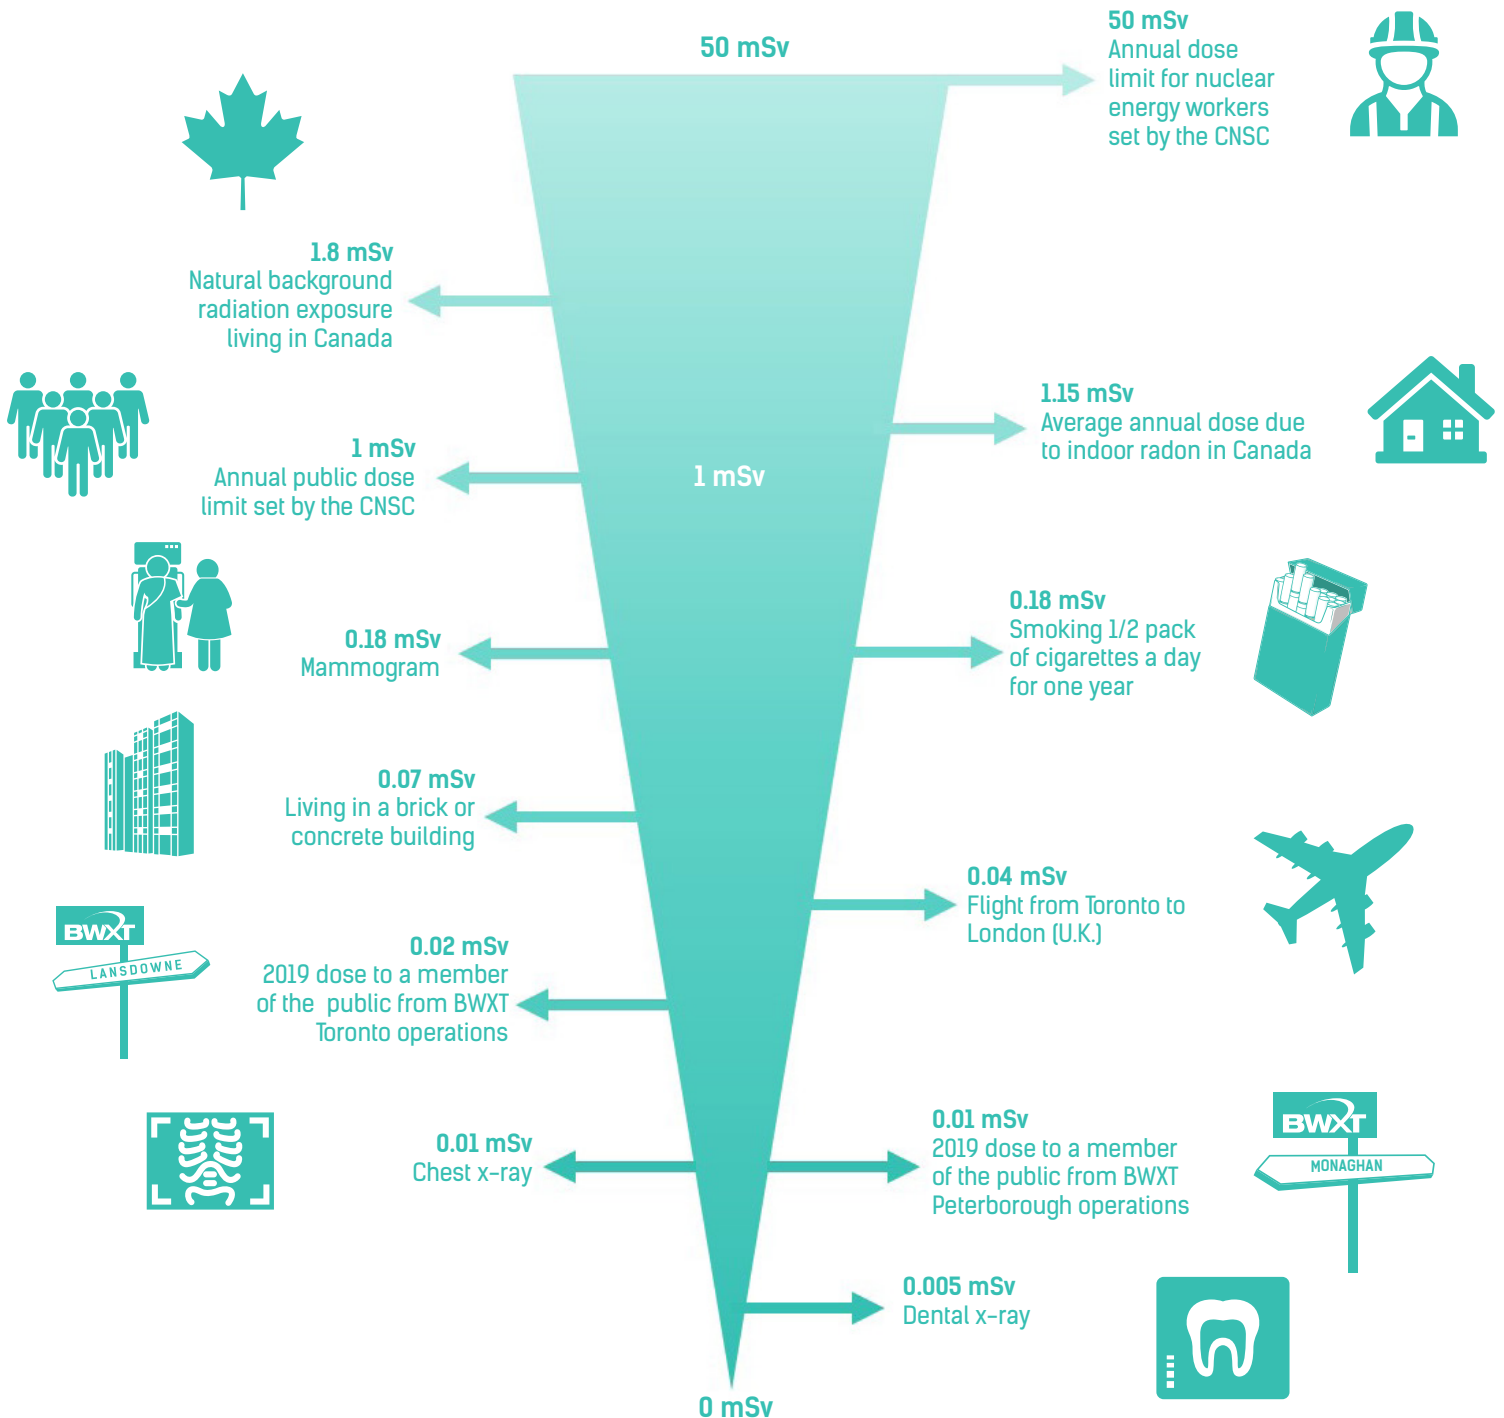 50 mSv
50 mSv
Annual dose
limit for nuclear
energy workers
set by the CNSC
1.8 mSv
Natural background
radiation exposure
living in Canada
1.15 mSv
Average annual dose due
to indoor radon in Canada
1 mSv
Annual public dose
limit set by the CNSC
1 mSv
0.18 mSv
Mammogram
0.18 mSv
Smoking 1/2 pack
of cigarettes a day
for one year
0.07 mSv
Living in a brick or
concrete building
0.04 mSv
Flight from Toronto to
London (U.K.)
BWXT
LANSDOWNE
0.02 mSv
2019 dose to a member
of the public from BWXT
Toronto operations
0.01 mSv
Chest x-ray
0.01 mSv
2019 dose to a member
of the public from BWXT
Peterborough operations
BWXT
MONAGHAN
0.005 mSv
Dental x-ray
0 mSv